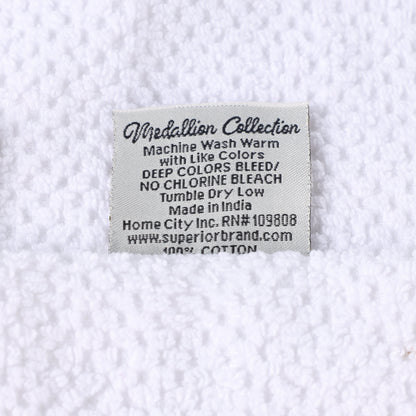 Medallion Collection
Machine Wash Warm
with Like Colors
DEEP COLORS BLEED/
NO CHLORINE BLEACH
Tumble Dry Low
Made in India
Home City Inc. RN# 109808
www.superiorbrand.com
100% COTTON